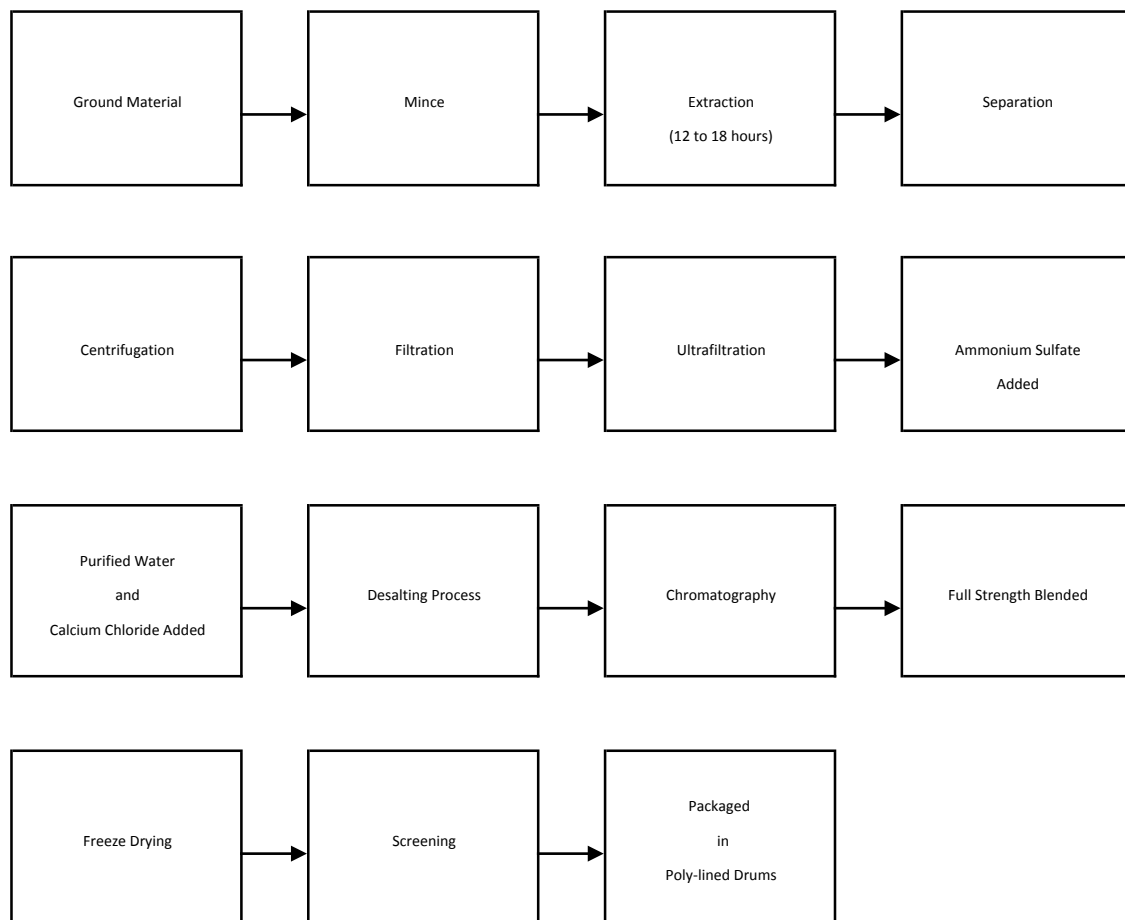 Ground Material
Mince
Extraction
(12 to 18 hours)
Separation
Centrifugation
Filtration
Ultrafiltration
Ammonium Sulfate
Added
Purified Water
and
Calcium Chloride Added
Desalting Process
Chromatography
Full Strength Blended
Freeze Drying
Screening
Packaged
in
Poly-lined Drums